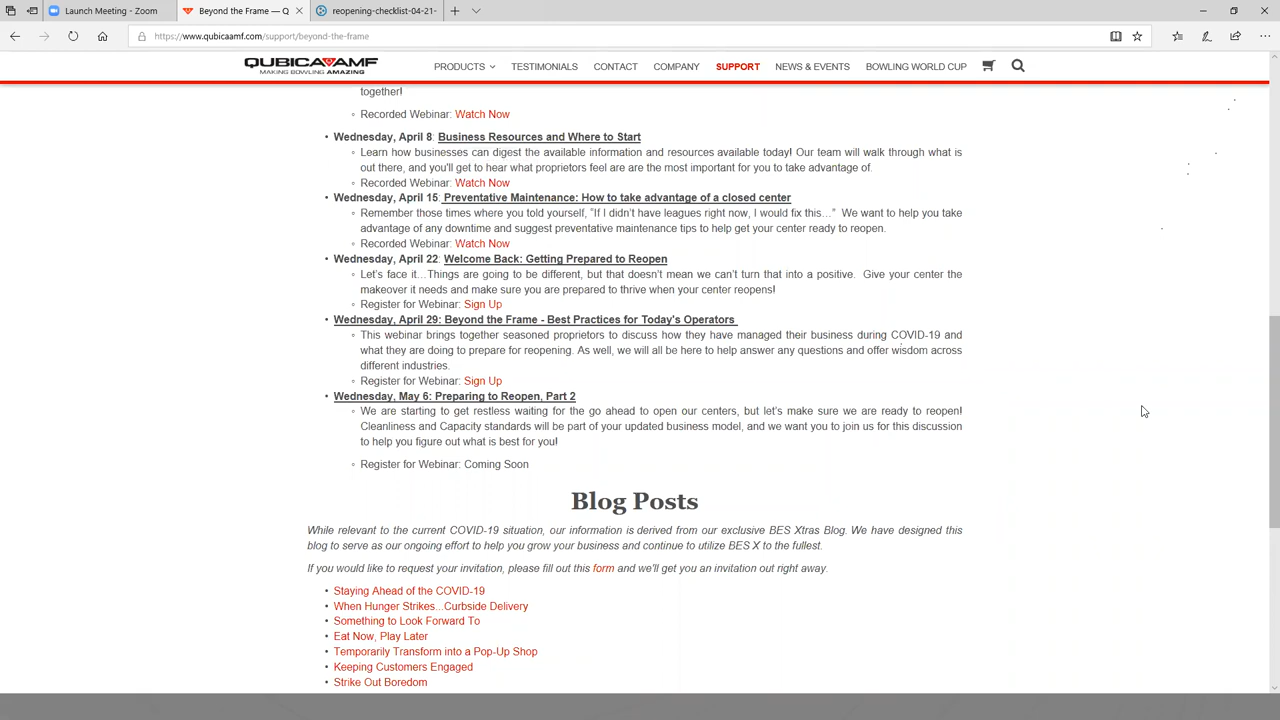 Launch Meeting - Zoom
Beyond the Frame — Q
reopening-checklist-04-21-
https://www.qubicaamf.com/support/beyond-the-frame
QUBICAAMF
MAKING BOWLING AMAZING
PRODUCTS
TESTIMONIALS
CONTACT
COMPANY
SUPPORT
NEWS & EVENTS
BOWLING WORLD CUP
together!
Recorded Webinar: Watch Now
Wednesday, April 8: Business Resources and Where to Start
Learn how businesses can digest the available information and resources available today! Our team will walk through what is
out there, and you'll get to hear what proprietors feel are are the most important for you to take advantage of.
Recorded Webinar: Watch Now
Wednesday, April 15: Preventative Maintenance: How to take advantage of a closed center
Remember those times where you told yourself, "If I didn't have leagues right now, I would fix this…" We want to help you take
advantage of any downtime and suggest preventative maintenance tips to help get your center ready to reopen.
Recorded Webinar: Watch Now
Wednesday, April 22: Welcome Back: Getting Prepared to Reopen
Let's face it…Things are going to be different, but that doesn't mean we can't turn that into a positive. Give your center the
makeover it needs and make sure you are prepared to thrive when your center reopens!
Register for Webinar: Sign Up
Wednesday, April 29: Beyond the Frame - Best Practices for Today's Operators
This webinar brings together seasoned proprietors to discuss how they have managed their business during COVID-19 and
what they are doing to prepare for reopening. As well, we will all be here to help answer any questions and offer wisdom across
different industries.
Register for Webinar: Sign Up
Wednesday, May 6: Preparing to Reopen, Part 2
We are starting to get restless waiting for the go ahead to open our centers, but let's make sure we are ready to reopen!
Cleanliness and Capacity standards will be part of your updated business model, and we want you to join us for this discussion
to help you figure out what is best for you!
Register for Webinar: Coming Soon
Blog Posts
While relevant to the current COVID-19 situation, our information is derived from our exclusive BES Xtras Blog. We have designed this
blog to serve as our ongoing effort to help you grow your business and continue to utilize BES X to the fullest.
If you would like to request your invitation, please fill out this form and we'll get you an invitation out right away.
Staying Ahead of the COVID-19
When Hunger Strikes...Curbside Delivery
Something to Look Forward To
Eat Now, Play Later
Temporarily Transform into a Pop-Up Shop
Keeping Customers Engaged
Strike Out Boredom